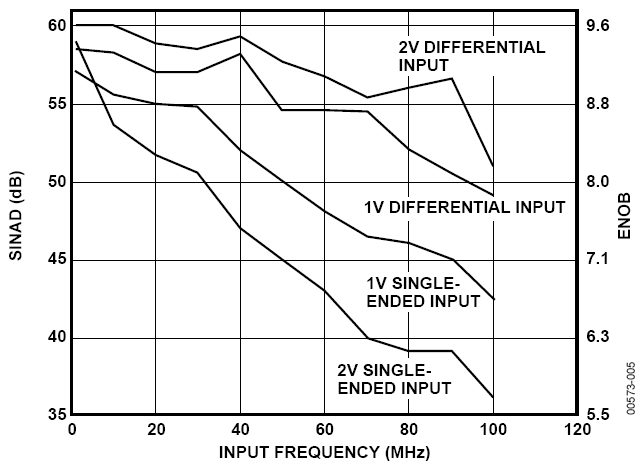 60
55
50
45
40
35
SINAD (dB)
9.6
8.8
8.0
7.1
6.3
5.5
ENOB
2V DIFFERENTIAL
INPUT
1V DIFFERENTIAL INPUT
1V SINGLE-
ENDED INPUT
2V SINGLE-
ENDED INPUT
0 20 40 60 80 100 120
INPUT FREQUENCY (MHz)
00573-005